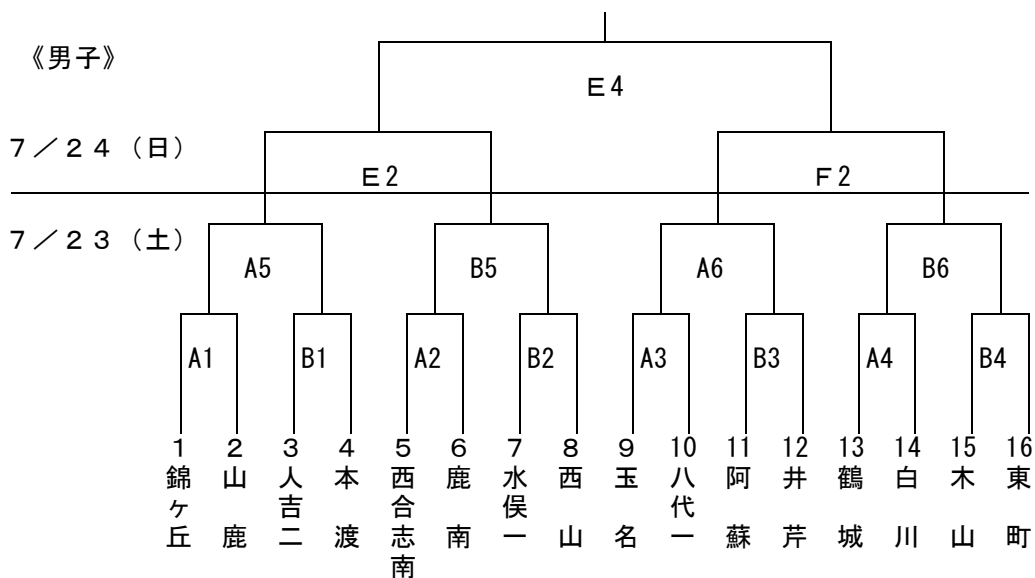 《男子》
E4
7／24（日）
E2 F2
7／23（土）
A5 B5 A6 B6
A1 B1 A2 B2 A3 B3 A4 B4
1 2 3 4 5 6 7 8 9 10 11 12 13 14 15 16
錦ヶ丘
山鹿
人吉二
本渡
西合志南
鹿南
水俣一
西山
玉名
八代一
阿蘇
井芹
鶴城
白川
木山
東町